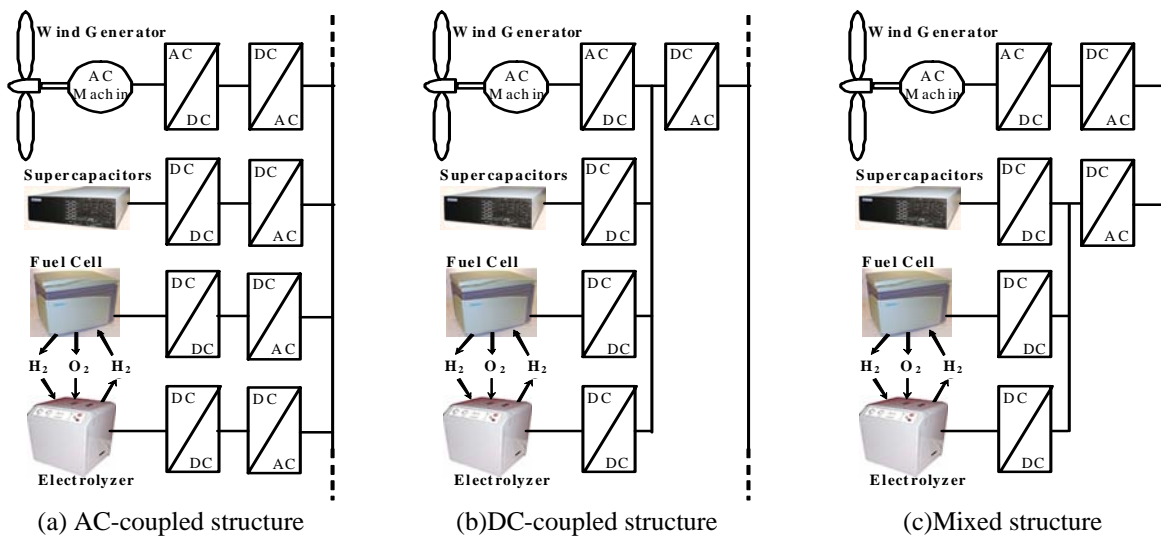 Wind Generator
AC
Machin
AC
DC
DC
AC
Supercapacitors
DC
DC
DC
AC
Fuel Cell
DC
DC
DC
AC
H2 O2 H2
DC
DC
DC
AC
Electrolyzer
(a) AC-coupled structure
Wind Generator
AC
Machin
AC
DC
DC
AC
Supercapacitors
DC
DC
Fuel Cell
DC
DC
H2 O2 H2
DC
DC
Electrolyzer
(b)DC-coupled structure
Wind Generator
AC
Machin
AC
DC
DC
AC
Supercapacitors
DC
DC
DC
AC
Fuel Cell
DC
DC
H2 O2 H2
DC
DC
Electrolyzer
(c)Mixed structure